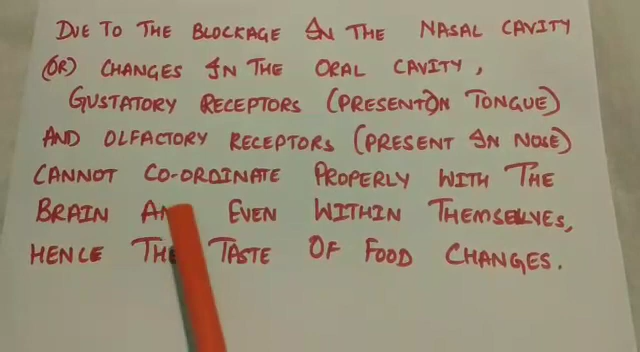 DUE TO THE BLOCKAGE IN THE NASAL CAVITY
(OR) CHANGES IN THE ORAL CAVITY,
GUSTATORY RECEPTORS (PRESENT ON TONGUE)
AND OLFACTORY RECEPTORS (PRESENT IN NOSE)
CANNOT CO-ORDINATE PROPERLY WITH THE
BRAIN EVEN WITHIN THEMSELVES,
HENCE THE TASTE OF FOOD CHANGES.